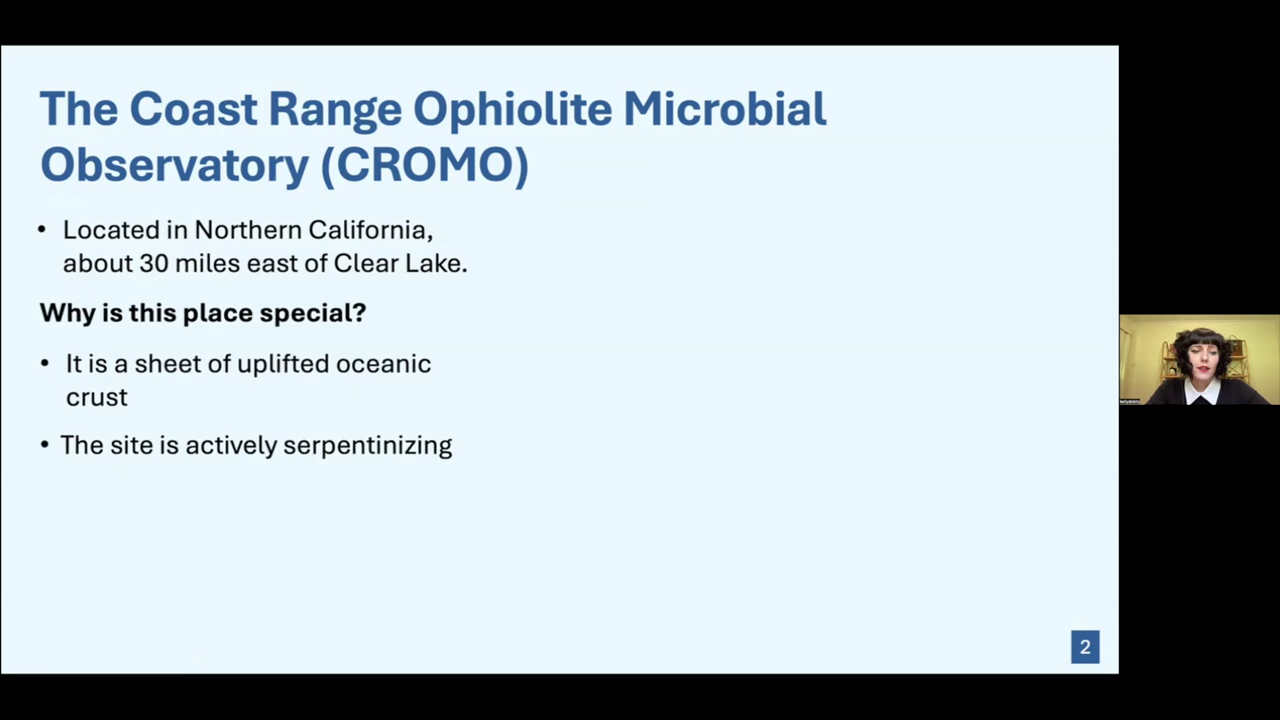 The Coast Range Ophiolite Microbial
Observatory (CROMO)
• Located in Northern California,
about 30 miles east of Clear Lake.
Why is this place special?
• It is a sheet of uplifted oceanic
crust
• The site is actively serpentinizing
2